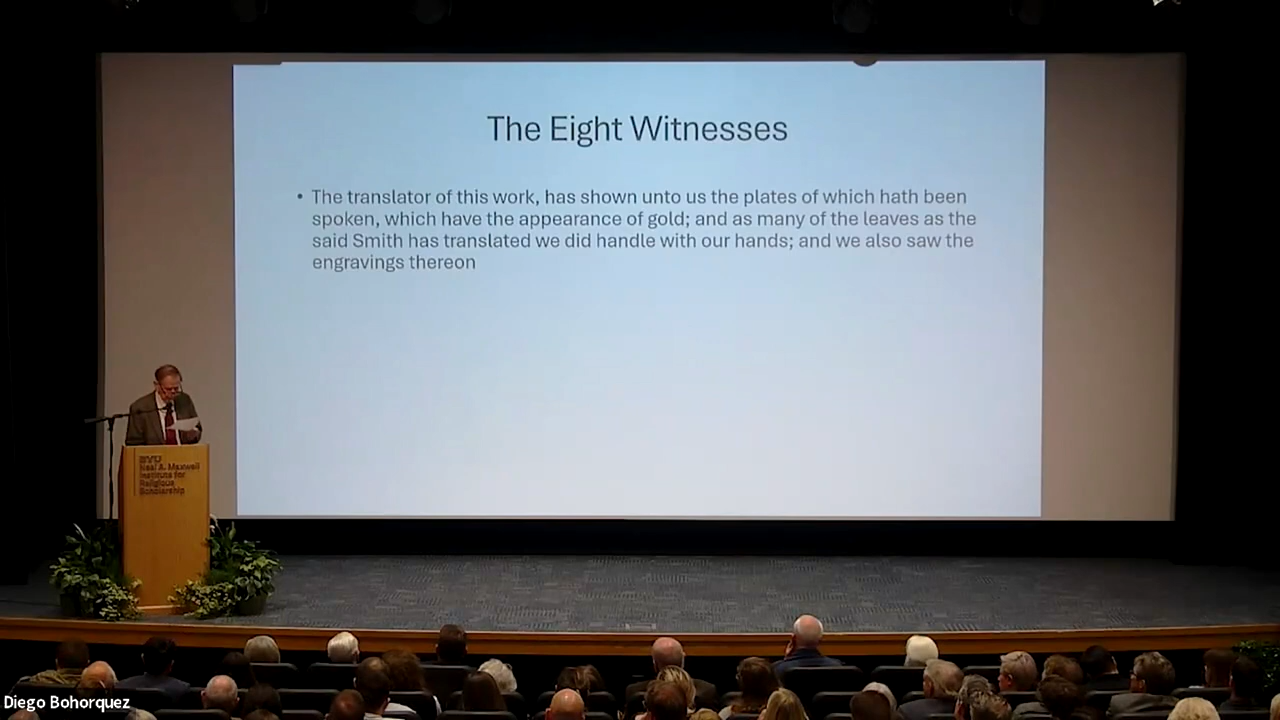 The Eight Witnesses
• The translator of this work, has shown unto us the plates of which hath been
spoken, which have the appearance of gold; and as many of the leaves as the
said Smith has translated we did handle with our hands; and we also saw the
engravings thereon
BYU
Neal A. Maxwell
Institute for
Religious
Scholarship
Diego Bohorquez